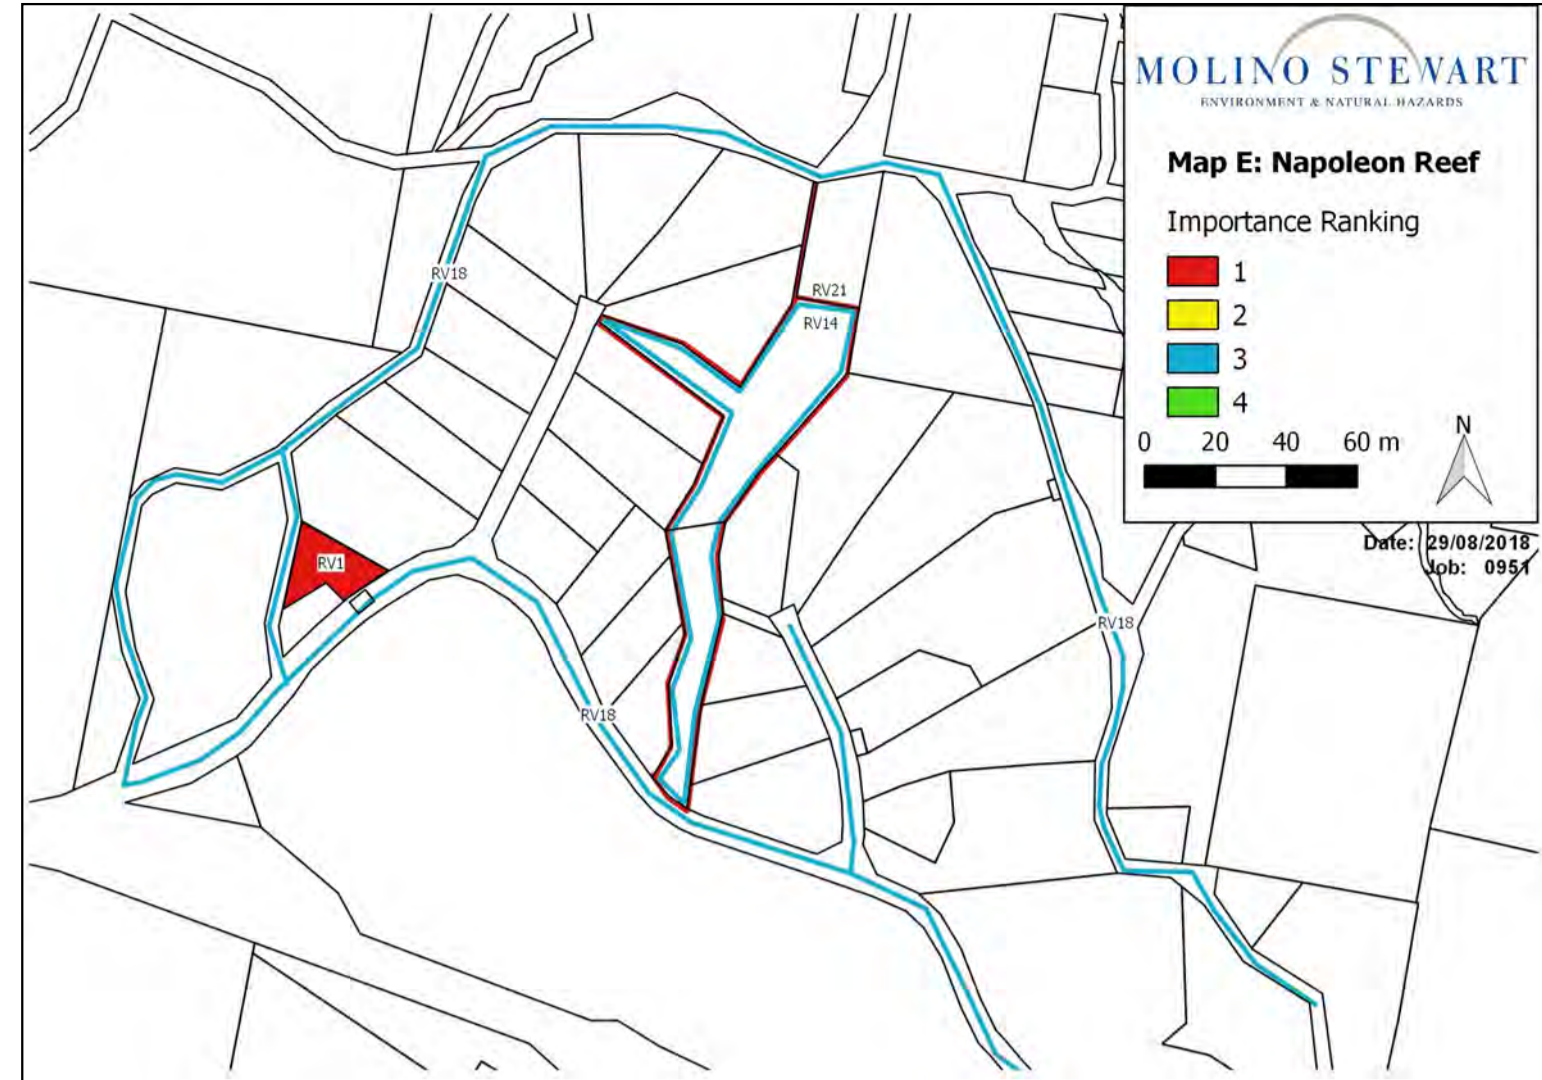 MOLINO STEWART
ENVIRONMENT & NATURAL HAZARDS
Map E: Napoleon Reef
Importance Ranking
1
2
3
4
0 20 40 60 m
N
Date: 29/08/2018
Job: 0951
RV18
RV21
RV14
RV1
RV18
RV18